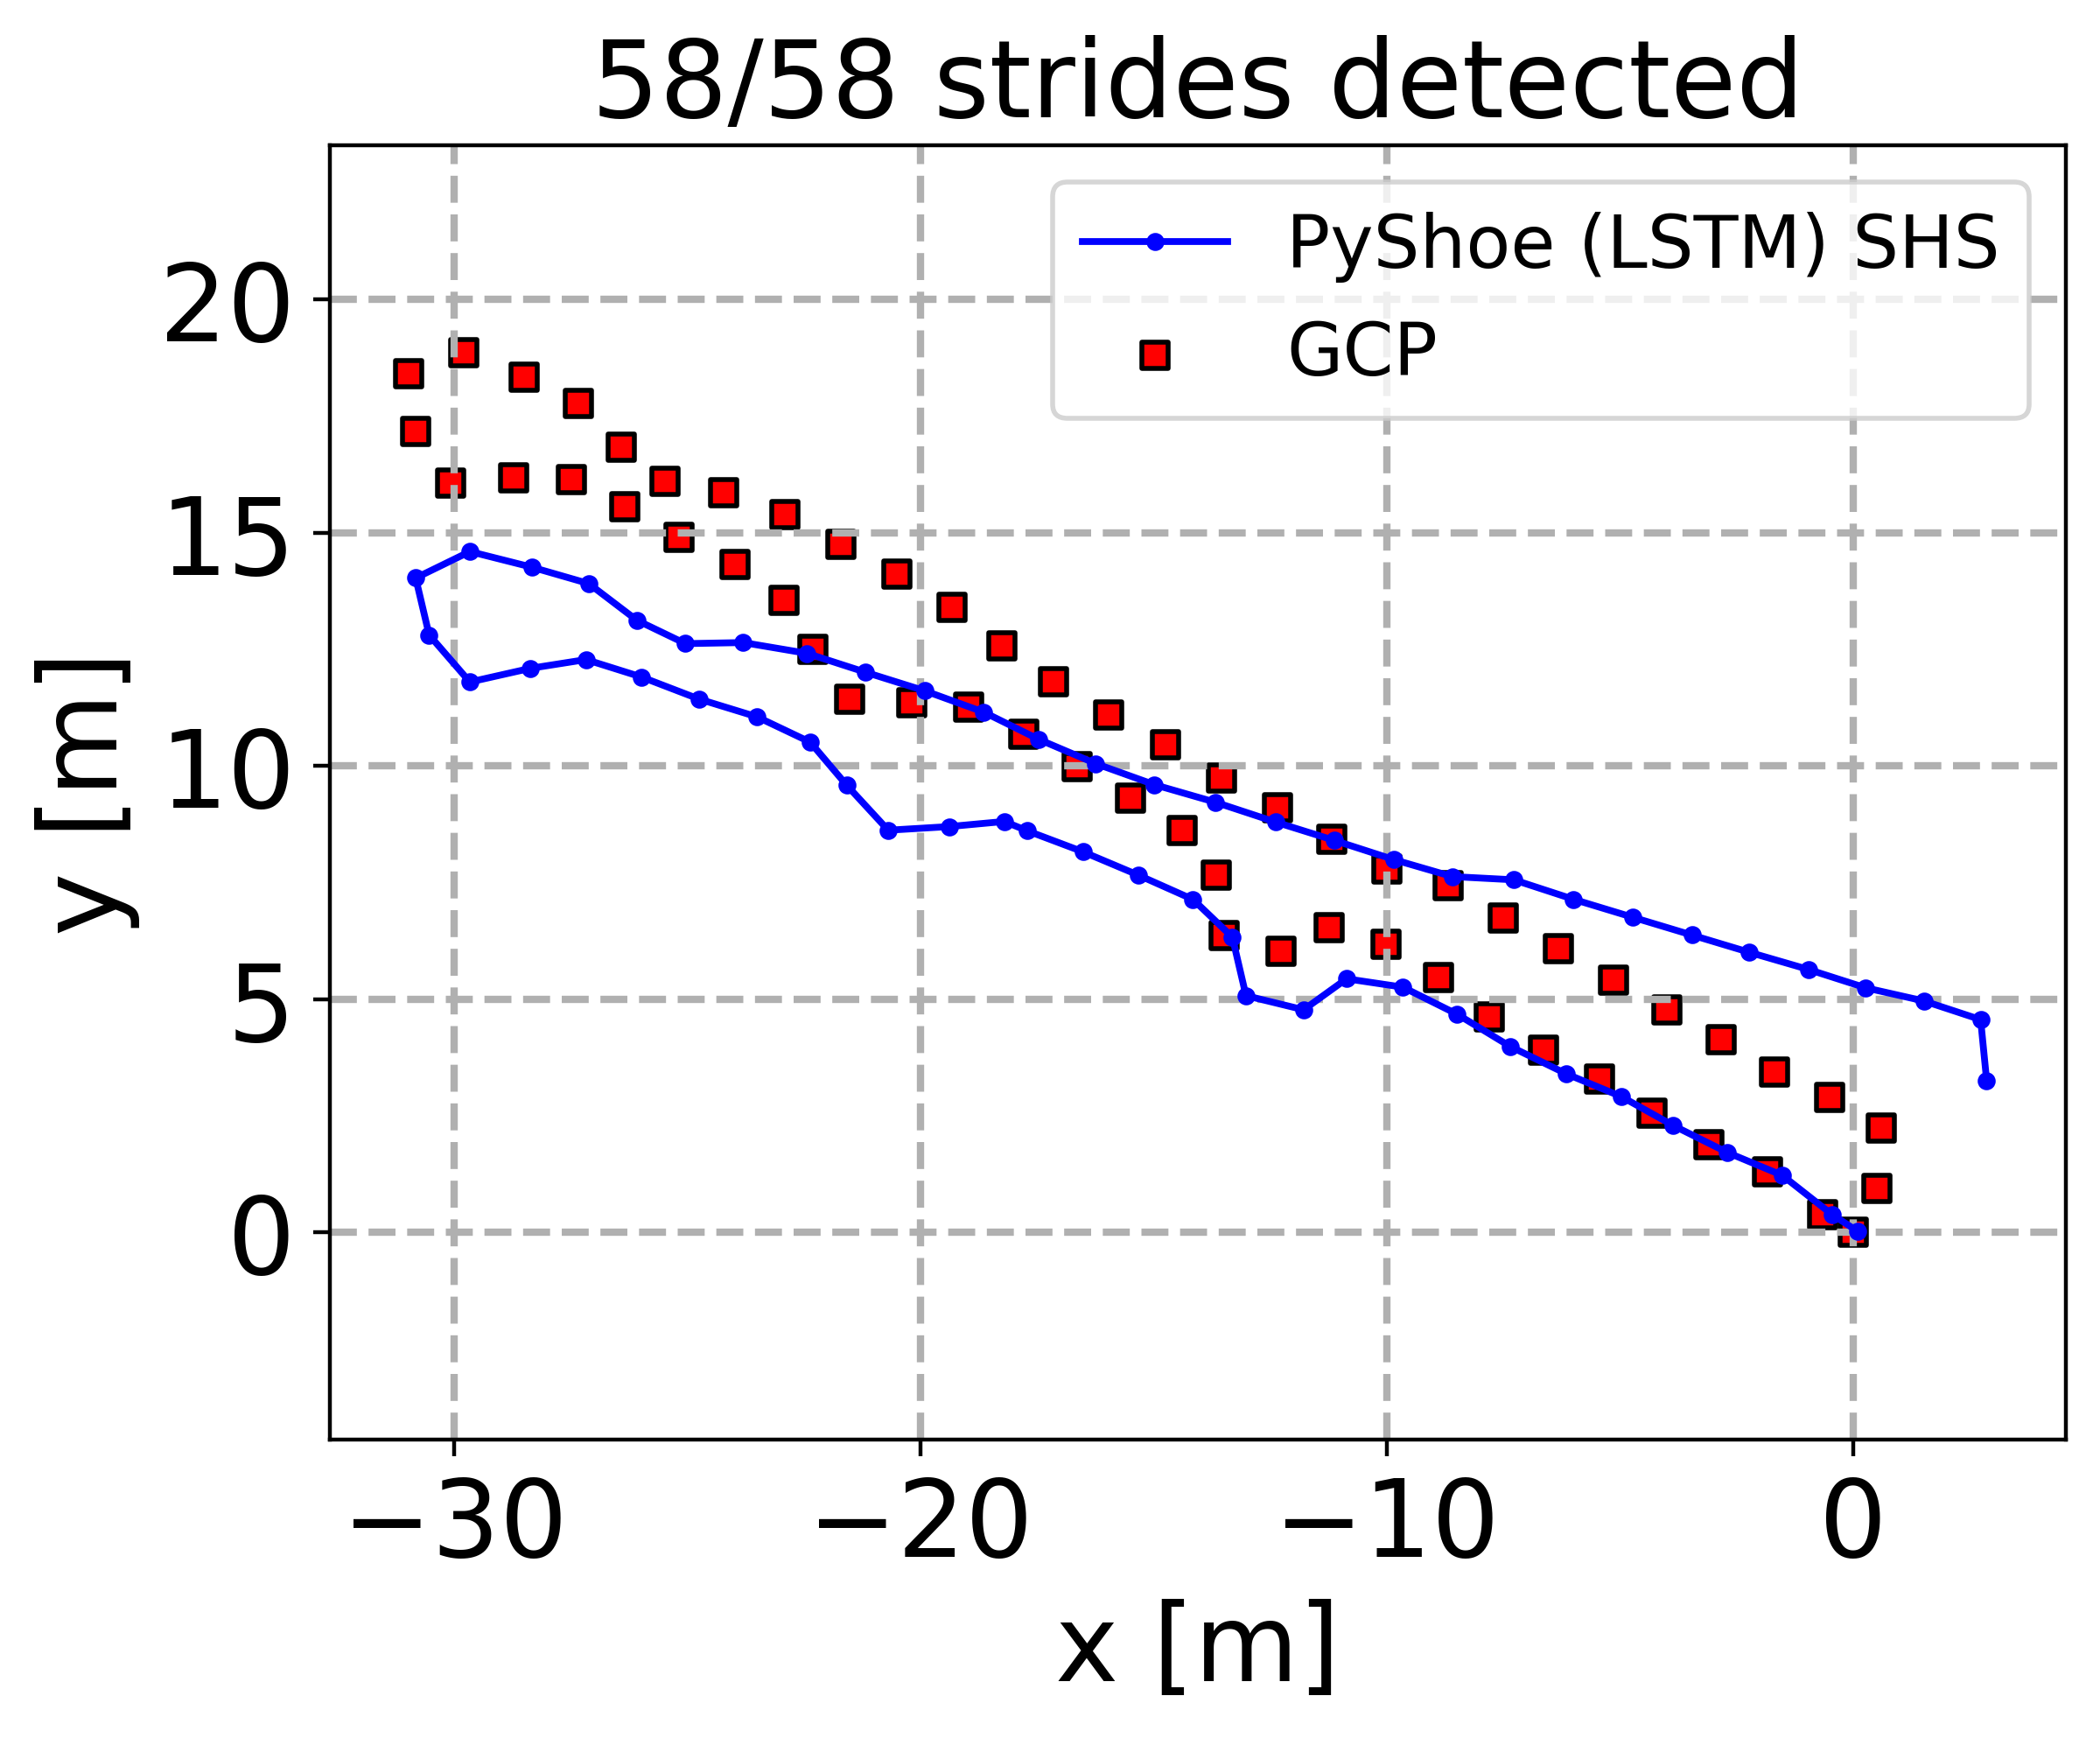 58/58 strides detected
PyShoe (LSTM) SHS
GCP
20
15
10
5
0
y [m]
−30 −20 −10 0
x [m]